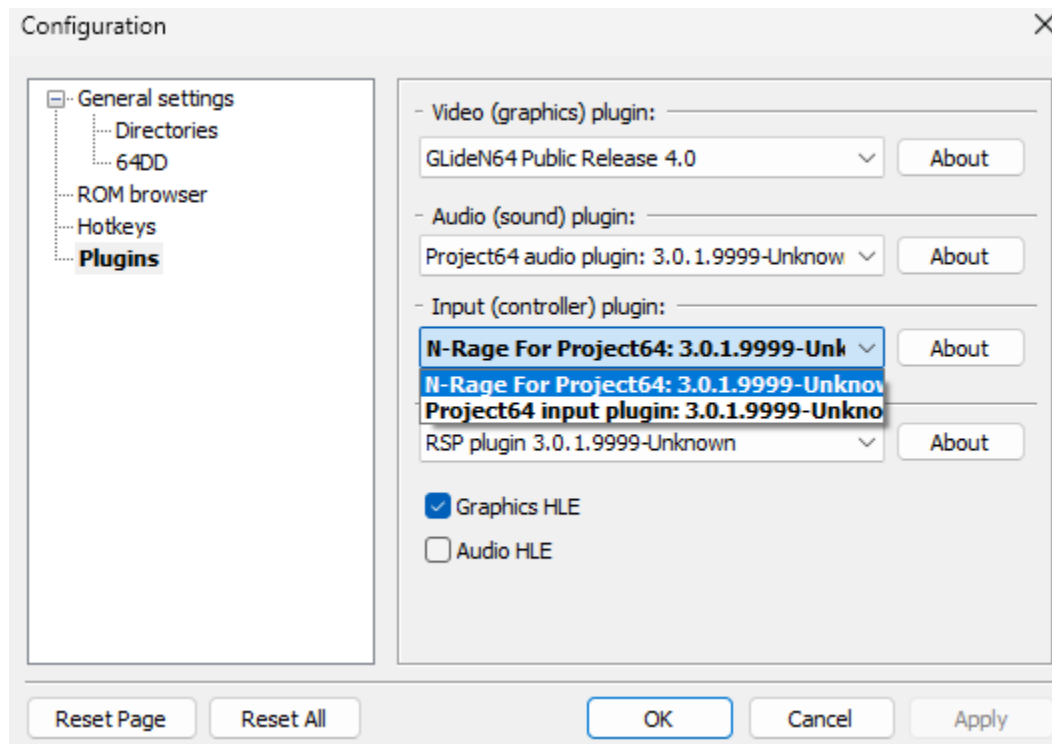 Configuration
General settings
Directories
64DD
ROM browser
Hotkeys
Plugins
Video (graphics) plugin:
GLideN64 Public Release 4.0
About
Audio (sound) plugin:
Project64 audio plugin: 3.0.1.9999-Unknow
About
Input (controller) plugin:
N-Rage For Project64: 3.0.1.9999-Unk
About
N-Rage For Project64: 3.0.1.9999-Unknow
Project64 input plugin: 3.0.1.9999-Unkno
RSP plugin 3.0.1.9999-Unknown
About
Graphics HLE
Audio HLE
Reset Page
Reset All
OK
Cancel
Apply